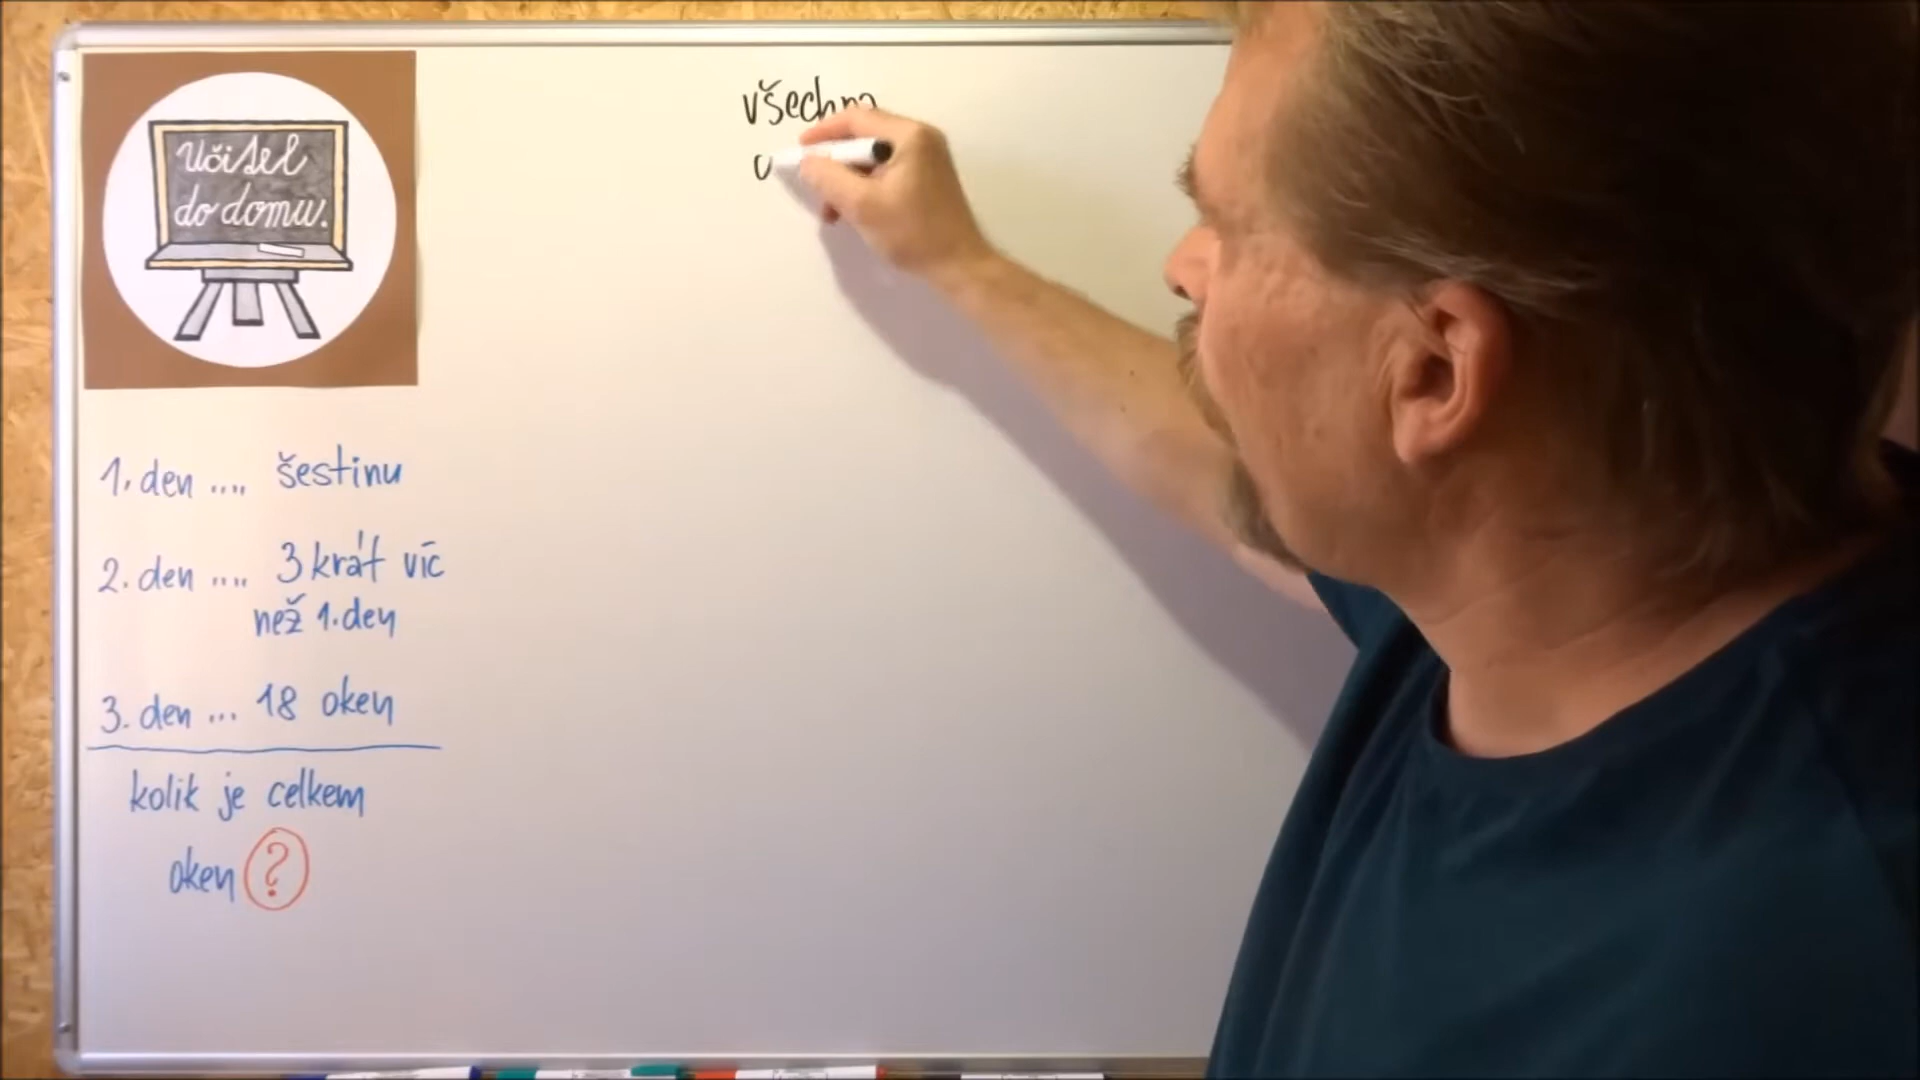 Učitel
do domu.
všechna
1. den .... šestinu
2. den .... 3 krát víc
než 1. den
3. den ... 18 oken
kolik je celkem
oken ?